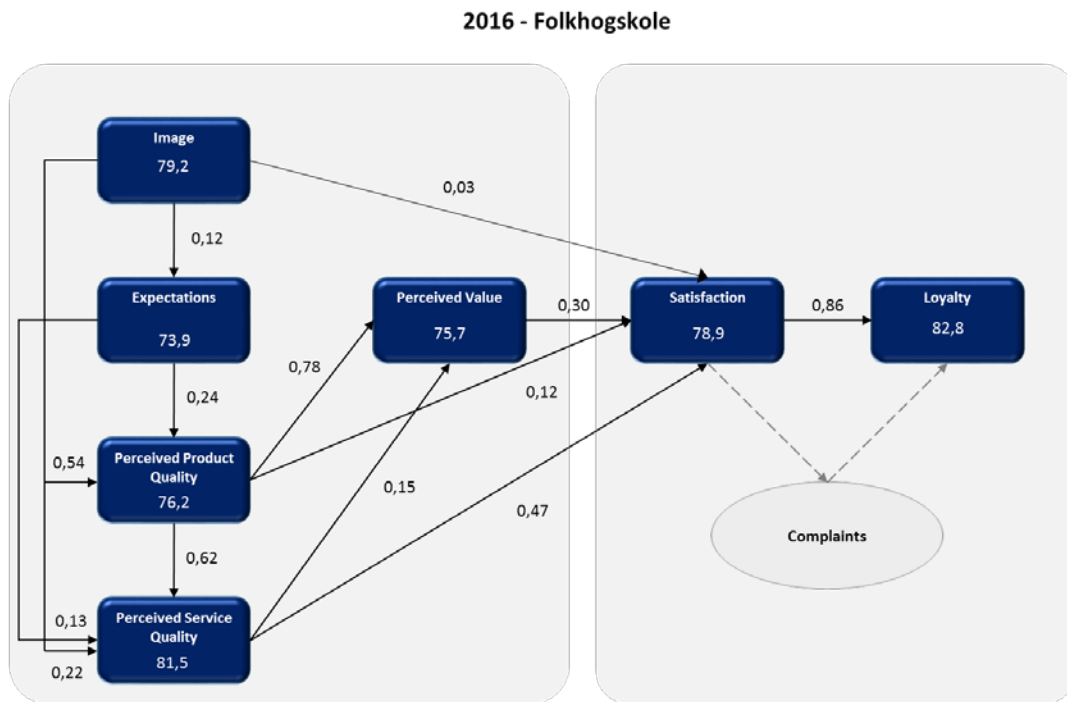 2016 - Folkhogskole
Image
79,2
0,03
0,12
Expectations
73,9
Perceived Value
75,7
0,30
Satisfaction
78,9
0,86
Loyalty
82,8
0,78
0,24
0,12
0,54
Perceived Product
Quality
76,2
0,15
0,47
Complaints
0,62
0,13
Perceived Service
Quality
81,5
0,22